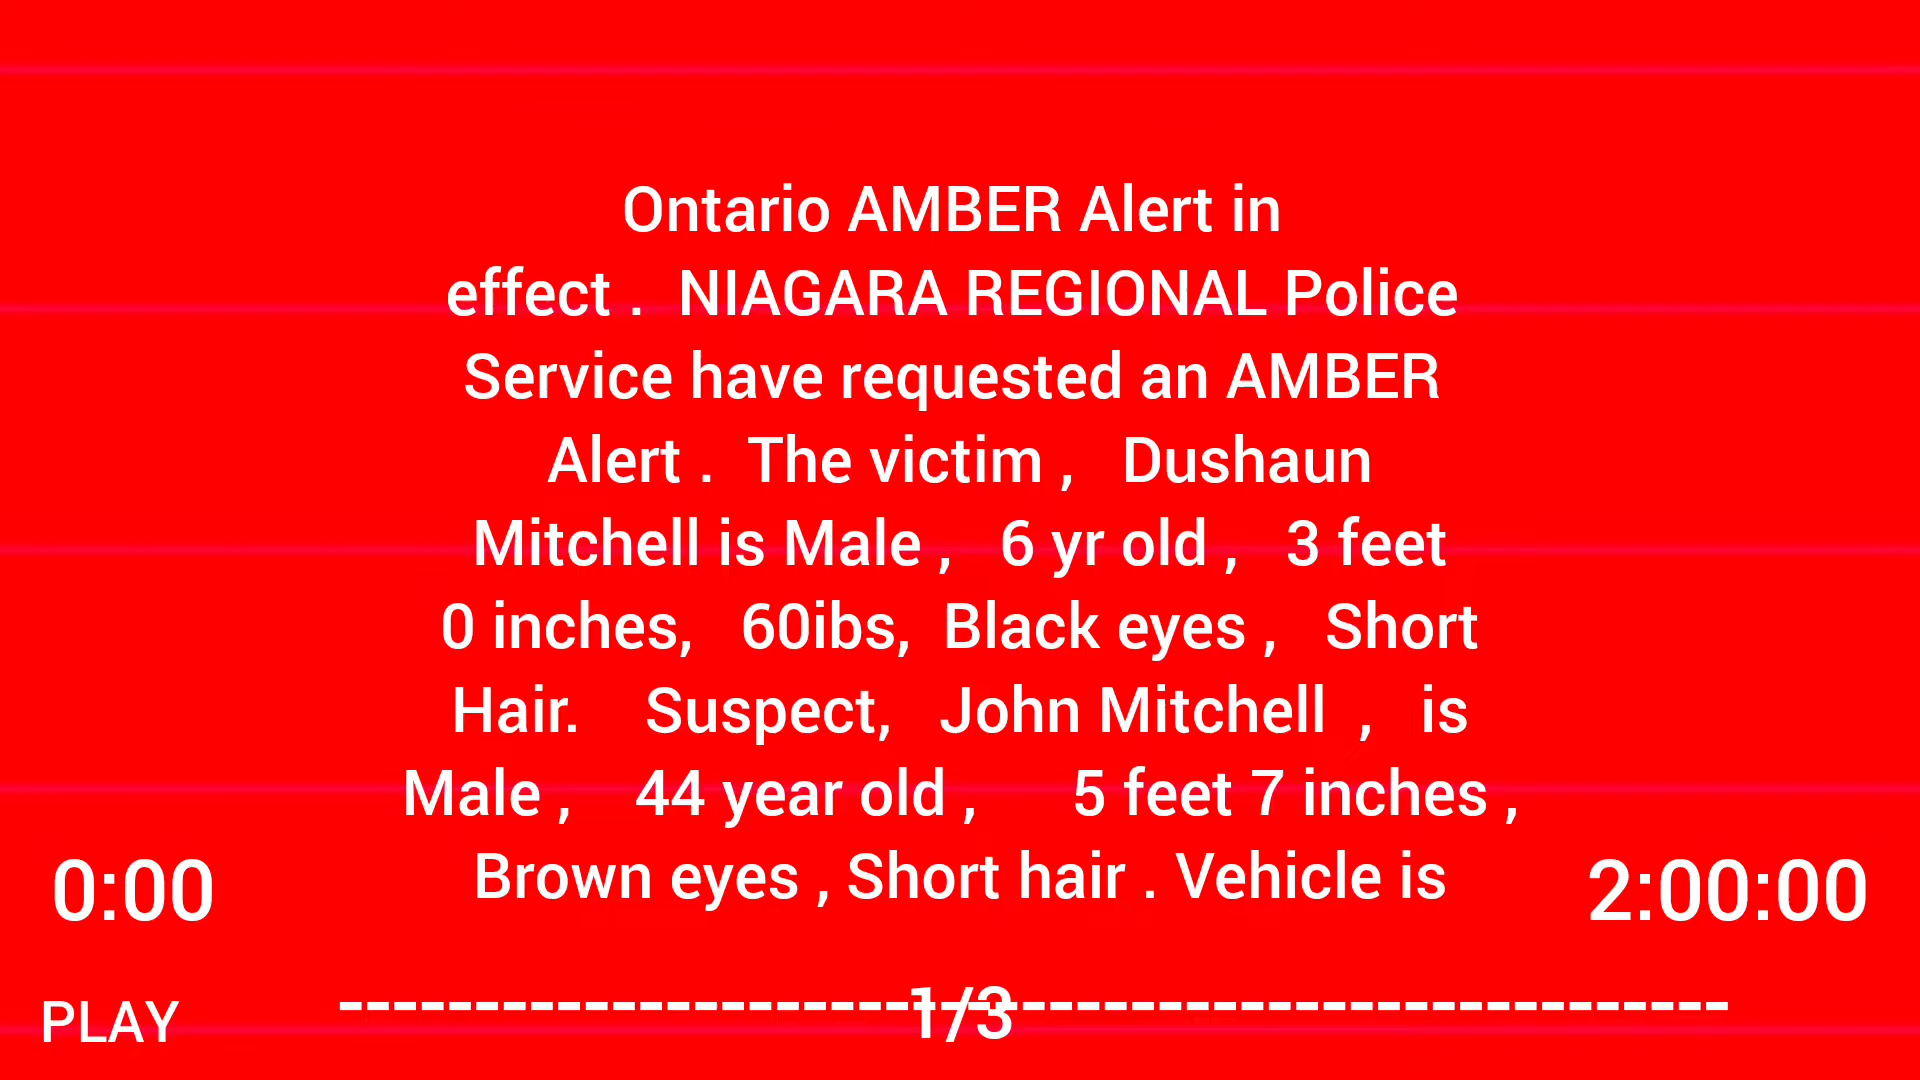 Ontario AMBER Alert in
effect .  NIAGARA REGIONAL Police
Service have requested an AMBER
Alert .  The victim ,   Dushaun
Mitchell is Male ,   6 yr old ,   3 feet
0 inches,   60ibs,  Black eyes ,   Short
Hair.    Suspect,   John Mitchell  ,   is
Male ,    44 year old ,      5 feet 7 inches ,
Brown eyes , Short hair . Vehicle is
0:00
2:00:00
PLAY
---------------------------------------------------
1/3